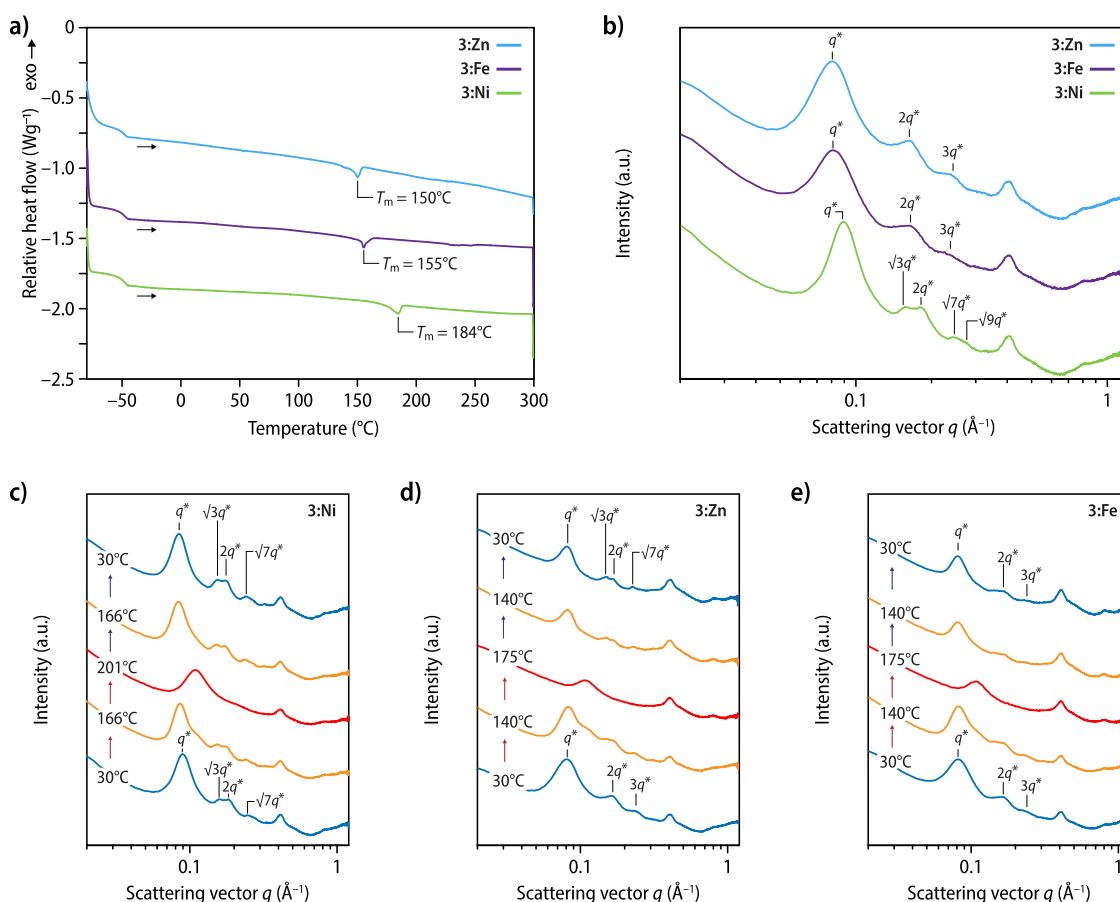 a)
3:Zn
3:Fe
3:Ni
Relative heat flow (Wg⁻¹) exo
0
−0.5
−1.0
−1.5
−2.0
−2.5
Tm = 150°C
Tm = 155°C
Tm = 184°C
−50 0 50 100 150 200 250 300
Temperature (°C)
b)
3:Zn
3:Fe
3:Ni
Intensity (a.u.)
q*
2q*
3q*
q*
2q*
3q*
q*
√3q*
2q*
√7q*
√9q*
0.1 1
Scattering vector q (Å⁻¹)
c)
3:Ni
Intensity (a.u.)
q*
√3q*
2q*
√7q*
30°C
166°C
201°C
166°C
30°C
q*
√3q*
2q*
√7q*
0.1 1
Scattering vector q (Å⁻¹)
d)
3:Zn
Intensity (a.u.)
q*
√3q*
2q*
√7q*
30°C
140°C
175°C
140°C
30°C
q*
2q*
3q*
0.1 1
Scattering vector q (Å⁻¹)
e)
3:Fe
Intensity (a.u.)
q*
2q*
3q*
30°C
140°C
175°C
140°C
30°C
q*
2q*
3q*
0.1 1
Scattering vector q (Å⁻¹)